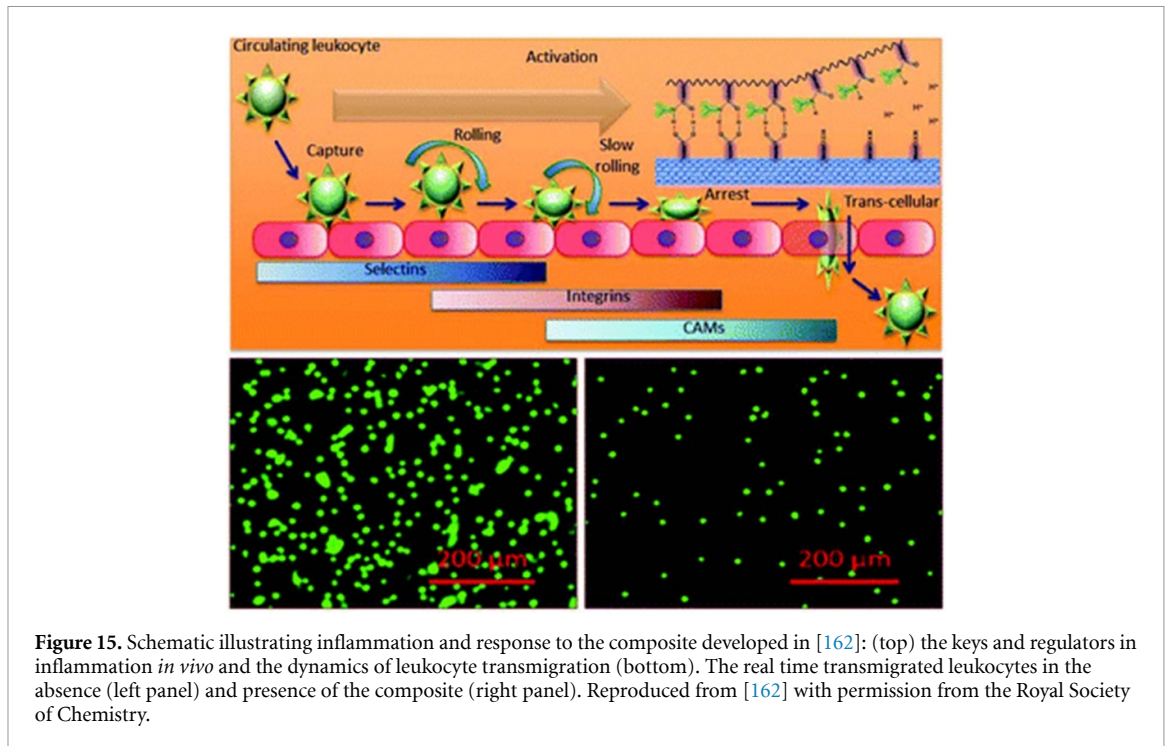 Circulating leukocyte
Activation
Capture
Rolling
Slow
rolling
Arrest
Trans-cellular
H⁺
H⁺
H⁺
H⁺
Selectins
Integrins
CAMs
200 μm
200 μm
Figure 15. Schematic illustrating inflammation and response to the composite developed in [162]: (top) the keys and regulators in
inflammation in vivo and the dynamics of leukocyte transmigration (bottom). The real time transmigrated leukocytes in the
absence (left panel) and presence of the composite (right panel). Reproduced from [162] with permission from the Royal Society
of Chemistry.